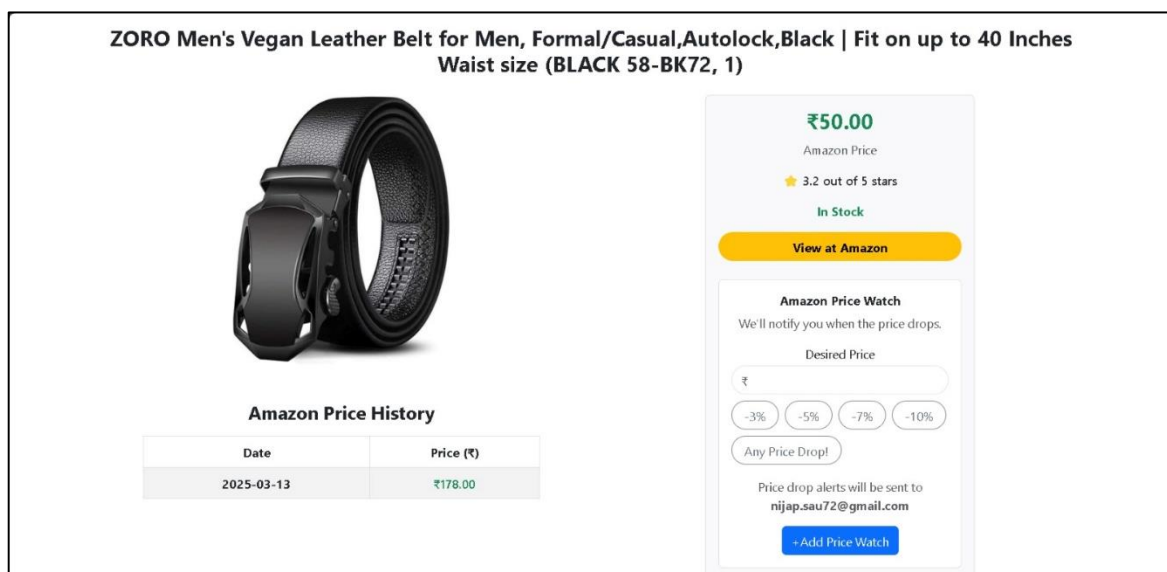 ZORO Men's Vegan Leather Belt for Men, Formal/Casual,Autolock,Black | Fit on up to 40 Inches
Waist size (BLACK 58-BK72, 1)
₹50.00
Amazon Price
3.2 out of 5 stars
In Stock
View at Amazon
Amazon Price Watch
We'll notify you when the price drops.
Desired Price
₹
-3% -5% -7% -10%
Any Price Drop!
Price drop alerts will be sent to
nijap.sau72@gmail.com
+Add Price Watch
Amazon Price History
Date Price (₹)
2025-03-13 ₹178.00